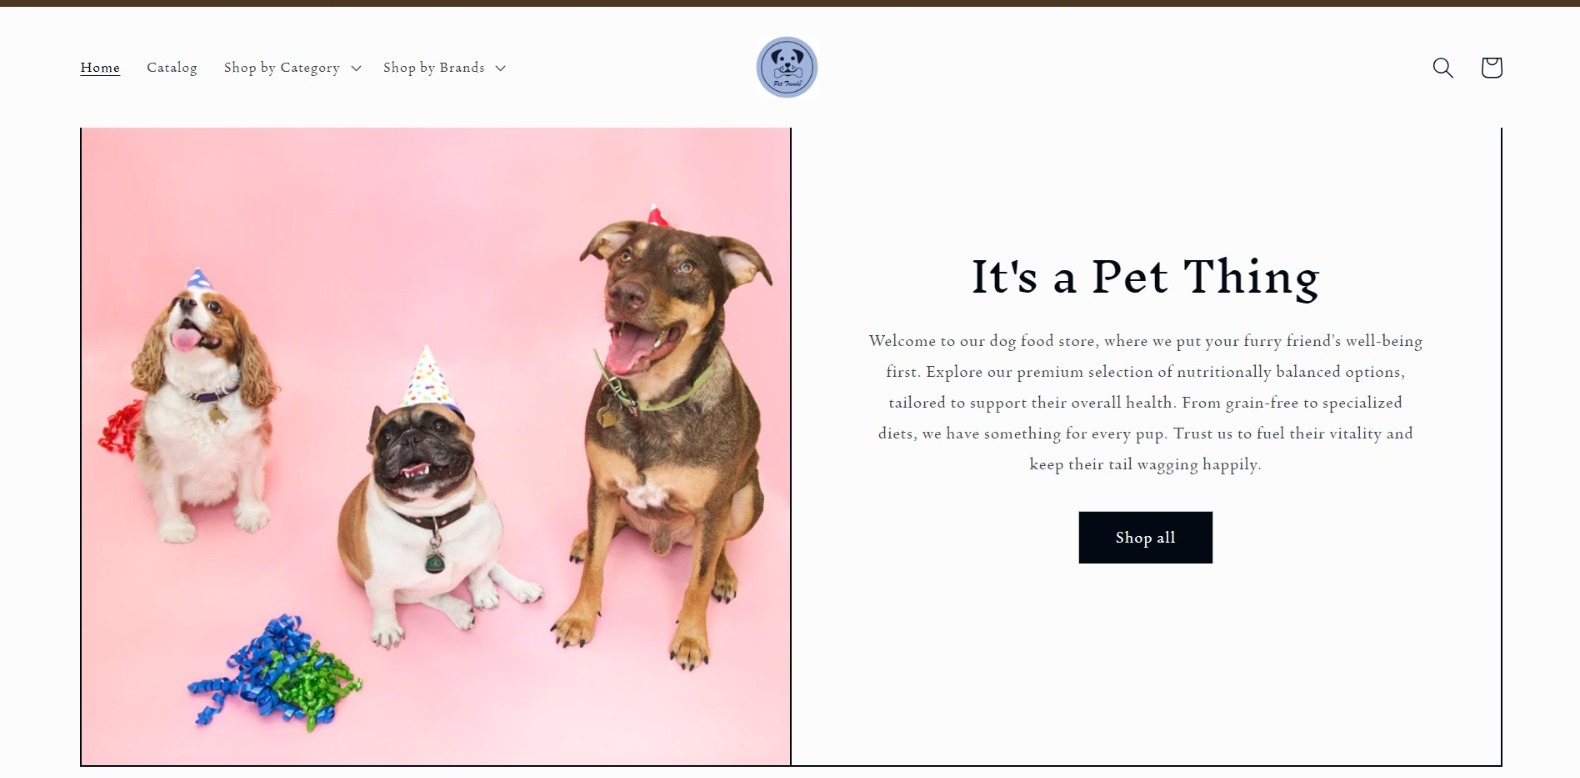 Home
Catalog
Shop by Category
Shop by Brands
Pet Trends
It's a Pet Thing
Welcome to our dog food store, where we put your furry friend's well-being
first. Explore our premium selection of nutritionally balanced options,
tailored to support their overall health. From grain-free to specialized
diets, we have something for every pup. Trust us to fuel their vitality and
keep their tail wagging happily.
Shop all